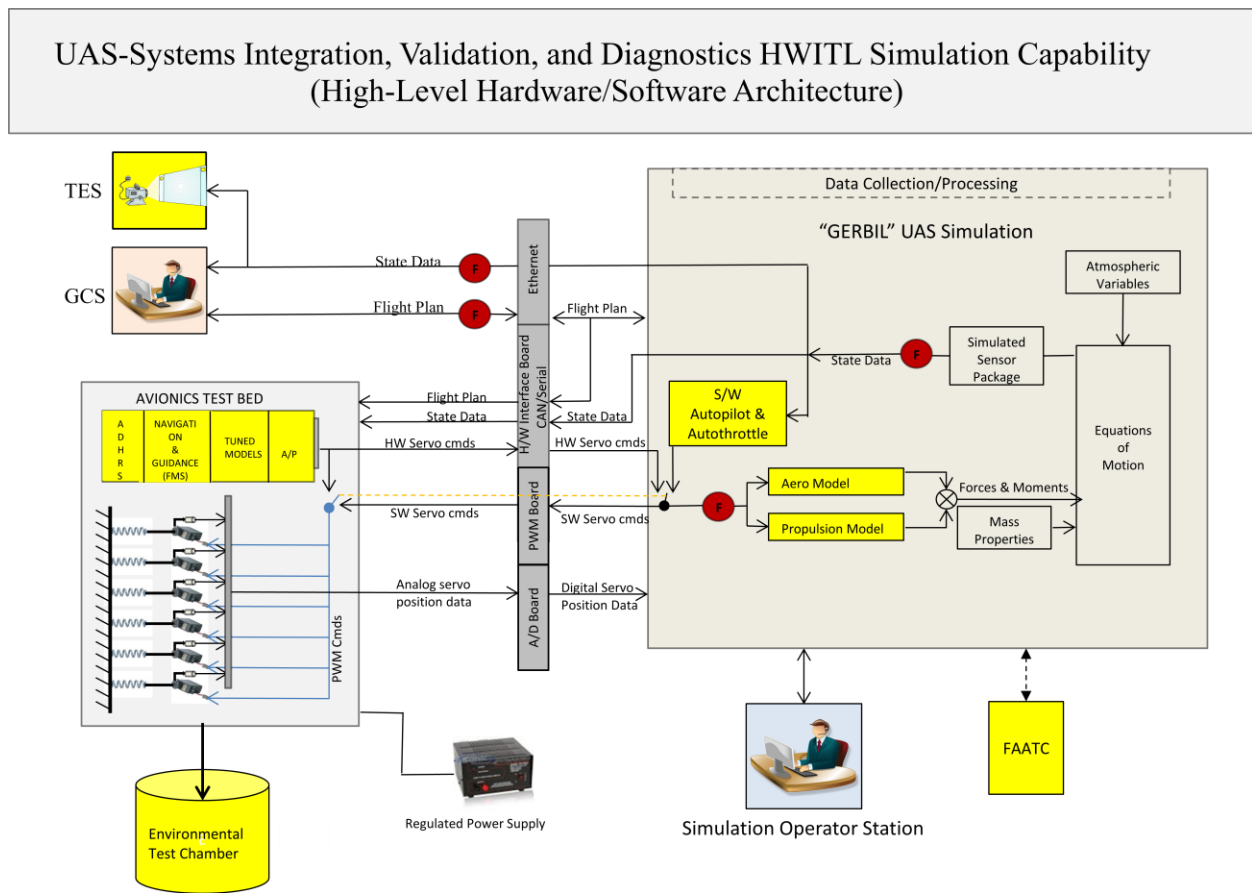 UAS-Systems Integration, Validation, and Diagnostics HWITL Simulation Capability
(High-Level Hardware/Software Architecture)
TES
GCS
State Data
F
Flight Plan
F
Ethernet
H/W Interface Board
CAN/Serial
PWM Board
A/D Board
Flight Plan
State Data
HW Servo cmds
SW Servo cmds
Analog servo
position data
Flight Plan
State Data
HW Servo cmds
SW Servo cmds
Digital Servo
Position Data
AVIONICS TEST BED
A
D
H
R
S
NAVIGATI
ON
&
GUIDANCE
(FMS)
TUNED
MODELS
A/P
PWM Cmds
Environmental
Test Chamber
Regulated Power Supply
Data Collection/Processing
“GERBIL” UAS Simulation
Atmospheric
Variables
Simulated
Sensor
Package
F
State Data
S/W
Autopilot &
Autothrottle
Equations
of
Motion
F
Aero Model
Propulsion Model
Forces & Moments
Mass
Properties
Simulation Operator Station
FAATC